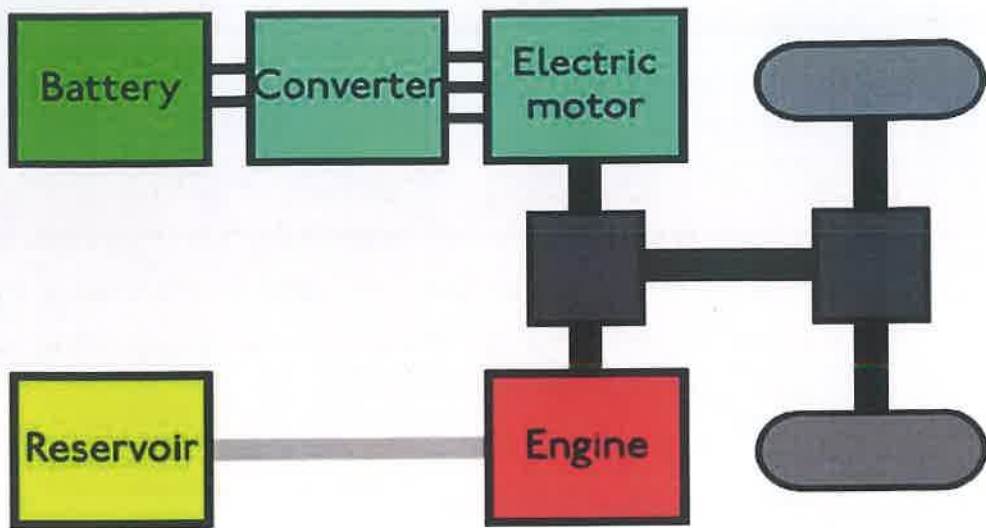 Battery
Converter
Electric
motor
Reservoir
Engine